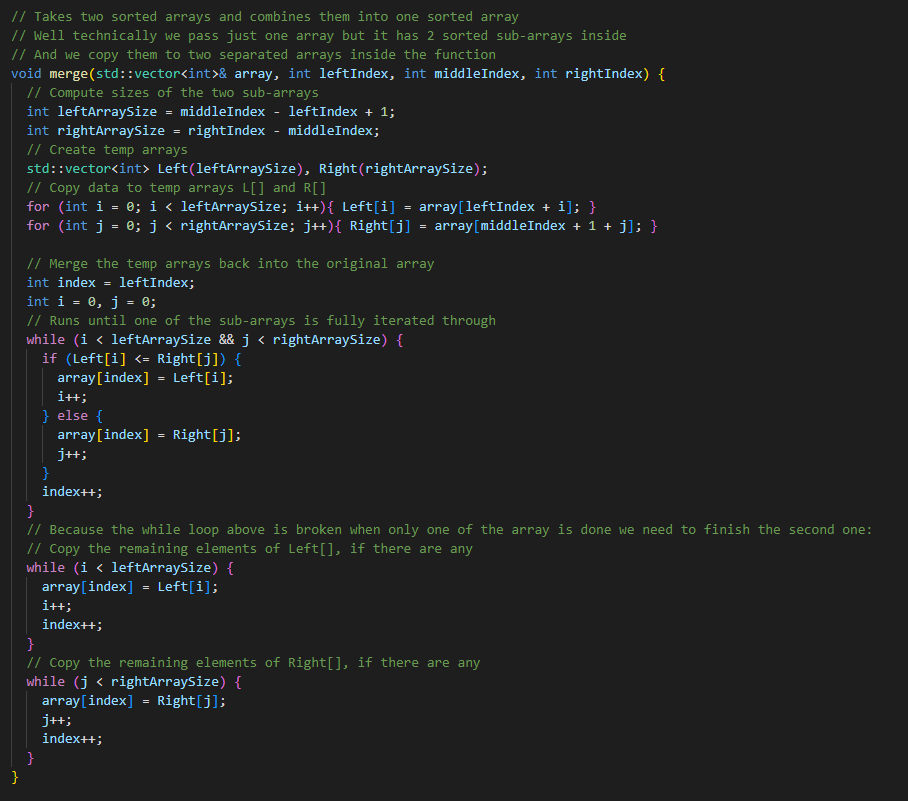 // Takes two sorted arrays and combines them into one sorted array
// Well technically we pass just one array but it has 2 sorted sub-arrays inside
// And we copy them to two separated arrays inside the function
void merge(std::vector<int>& array, int leftIndex, int middleIndex, int rightIndex) {
  // Compute sizes of the two sub-arrays
  int leftArraySize = middleIndex - leftIndex + 1;
  int rightArraySize = rightIndex - middleIndex;
  // Create temp arrays
  std::vector<int> Left(leftArraySize), Right(rightArraySize);
  // Copy data to temp arrays L[] and R[]
  for (int i = 0; i < leftArraySize; i++){ Left[i] = array[leftIndex + i]; }
  for (int j = 0; j < rightArraySize; j++){ Right[j] = array[middleIndex + 1 + j]; }

  // Merge the temp arrays back into the original array
  int index = leftIndex;
  int i = 0, j = 0;
  // Runs until one of the sub-arrays is fully iterated through
  while (i < leftArraySize && j < rightArraySize) {
    if (Left[i] <= Right[j]) {
      array[index] = Left[i];
      i++;
    } else {
      array[index] = Right[j];
      j++;
    }
    index++;
  }
  // Because the while loop above is broken when only one of the array is done we need to finish the second one:
  // Copy the remaining elements of Left[], if there are any
  while (i < leftArraySize) {
    array[index] = Left[i];
    i++;
    index++;
  }
  // Copy the remaining elements of Right[], if there are any
  while (j < rightArraySize) {
    array[index] = Right[j];
    j++;
    index++;
  }
}